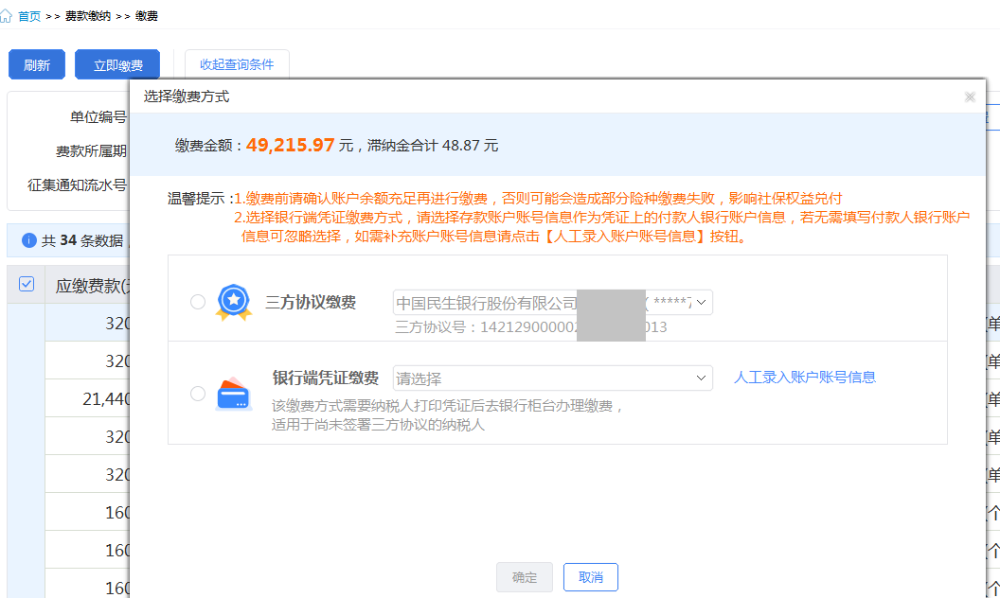 首页 >> 费款缴纳 >> 缴费
刷新 立即缴费 收起查询条件
选择缴费方式
单位编号
缴费金额：49,215.97 元，滞纳金合计 48.87 元
费款所属期
征集通知流水号
温馨提示：1.缴费前请确认账户余额充足再进行缴费，否则可能会造成部分险种缴费失败，影响社保权益兑付
2.选择银行端凭证缴费方式，请选择存款账户账号信息作为凭证上的付款人银行账户信息，若无需填写付款人银行账户
信息可忽略选择，如需补充账户账号信息请点击【人工录入账户账号信息】按钮。
共 34 条数据
应缴费款(
三方协议缴费 中国民生银行股份有限公司 ( *****7
三方协议号：14212900000 013
320
单
320
单
银行端凭证缴费 请选择 人工录入账户账号信息
21,440
单
该缴费方式需要纳税人打印凭证后去银行柜台办理缴费，
适用于尚未签署三方协议的纳税人
320
单
320
单
160
个
160
个
160
个
确定 取消